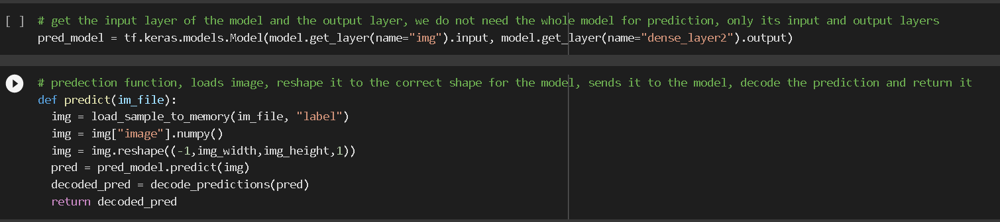 [ ] # get the input layer of the model and the output layer, we do not need the whole model for prediction, only its input and output layers
pred_model = tf.keras.models.Model(model.get_layer(name="img").input, model.get_layer(name="dense_layer2").output)
# predection function, loads image, reshape it to the correct shape for the model, sends it to the model, decode the prediction and return it
def predict(im_file):
  img = load_sample_to_memory(im_file, "label")
  img = img["image"].numpy()
  img = img.reshape((-1,img_width,img_height,1))
  pred = pred_model.predict(img)
  decoded_pred = decode_predictions(pred)
  return decoded_pred